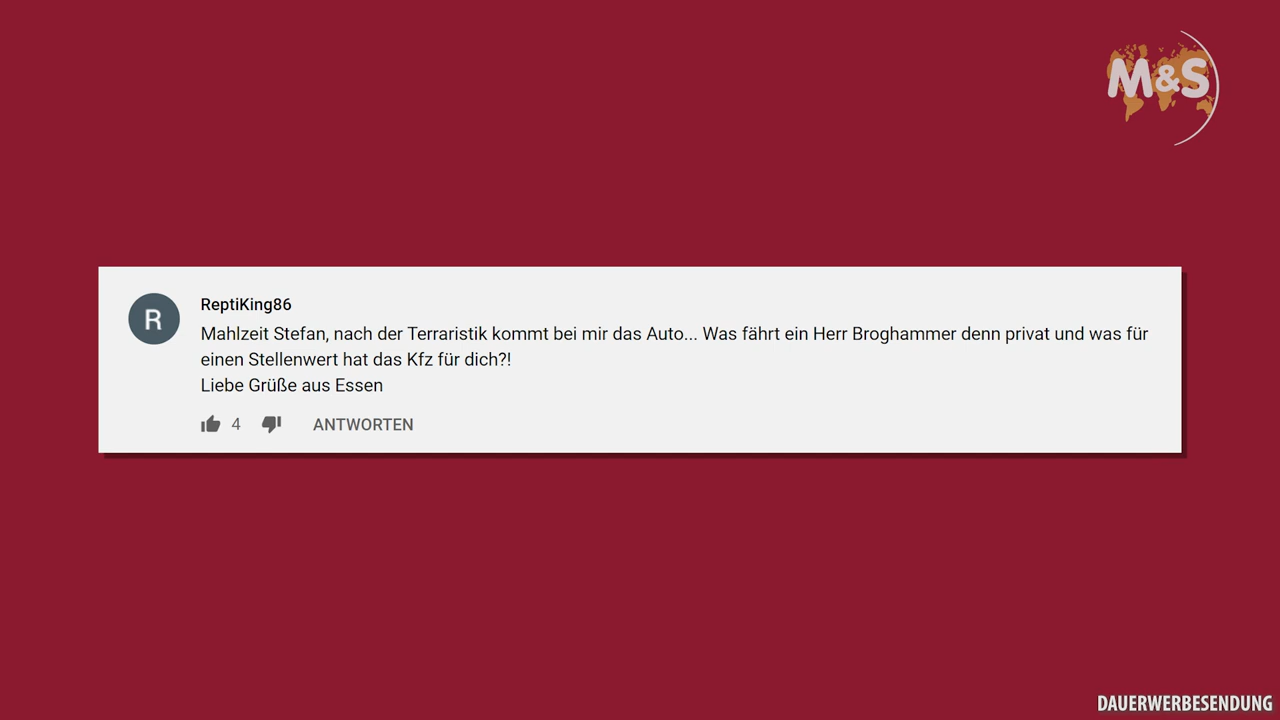 M&S
ReptiKing86
Mahlzeit Stefan, nach der Terraristik kommt bei mir das Auto... Was fährt ein Herr Broghammer denn privat und was für
einen Stellenwert hat das Kfz für dich?!
Liebe Grüße aus Essen
4
ANTWORTEN
R
DAUERWERBESENDUNG